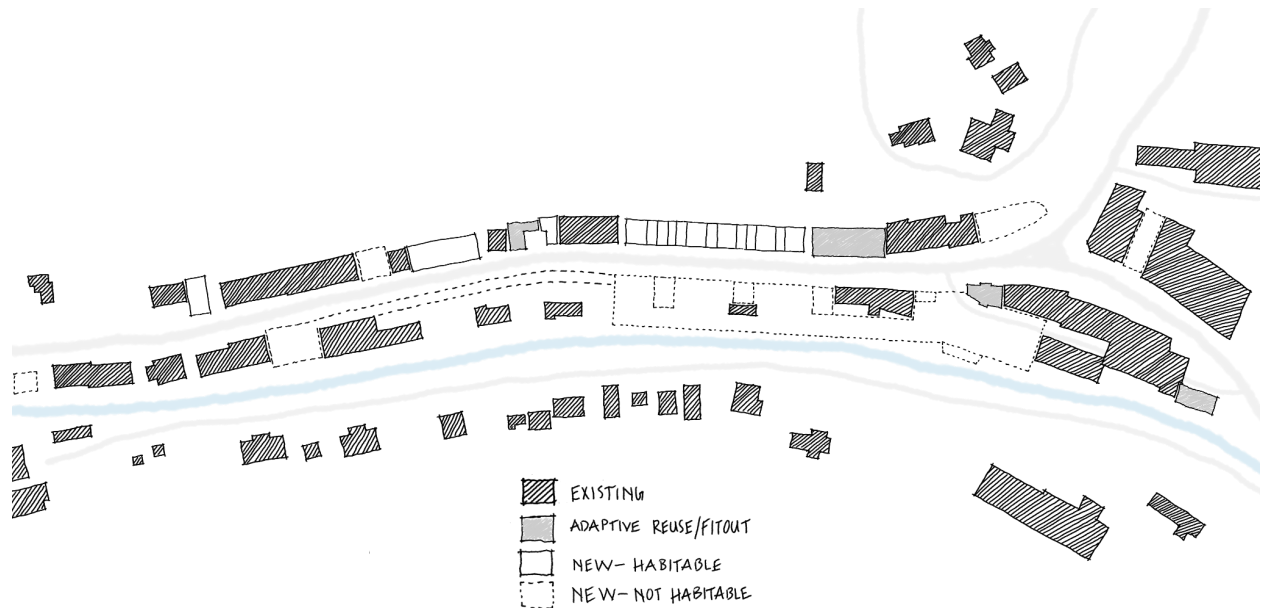 EXISTING
ADAPTIVE REUSE/FITOUT
NEW- HABITABLE
NEW- NOT HABITABLE